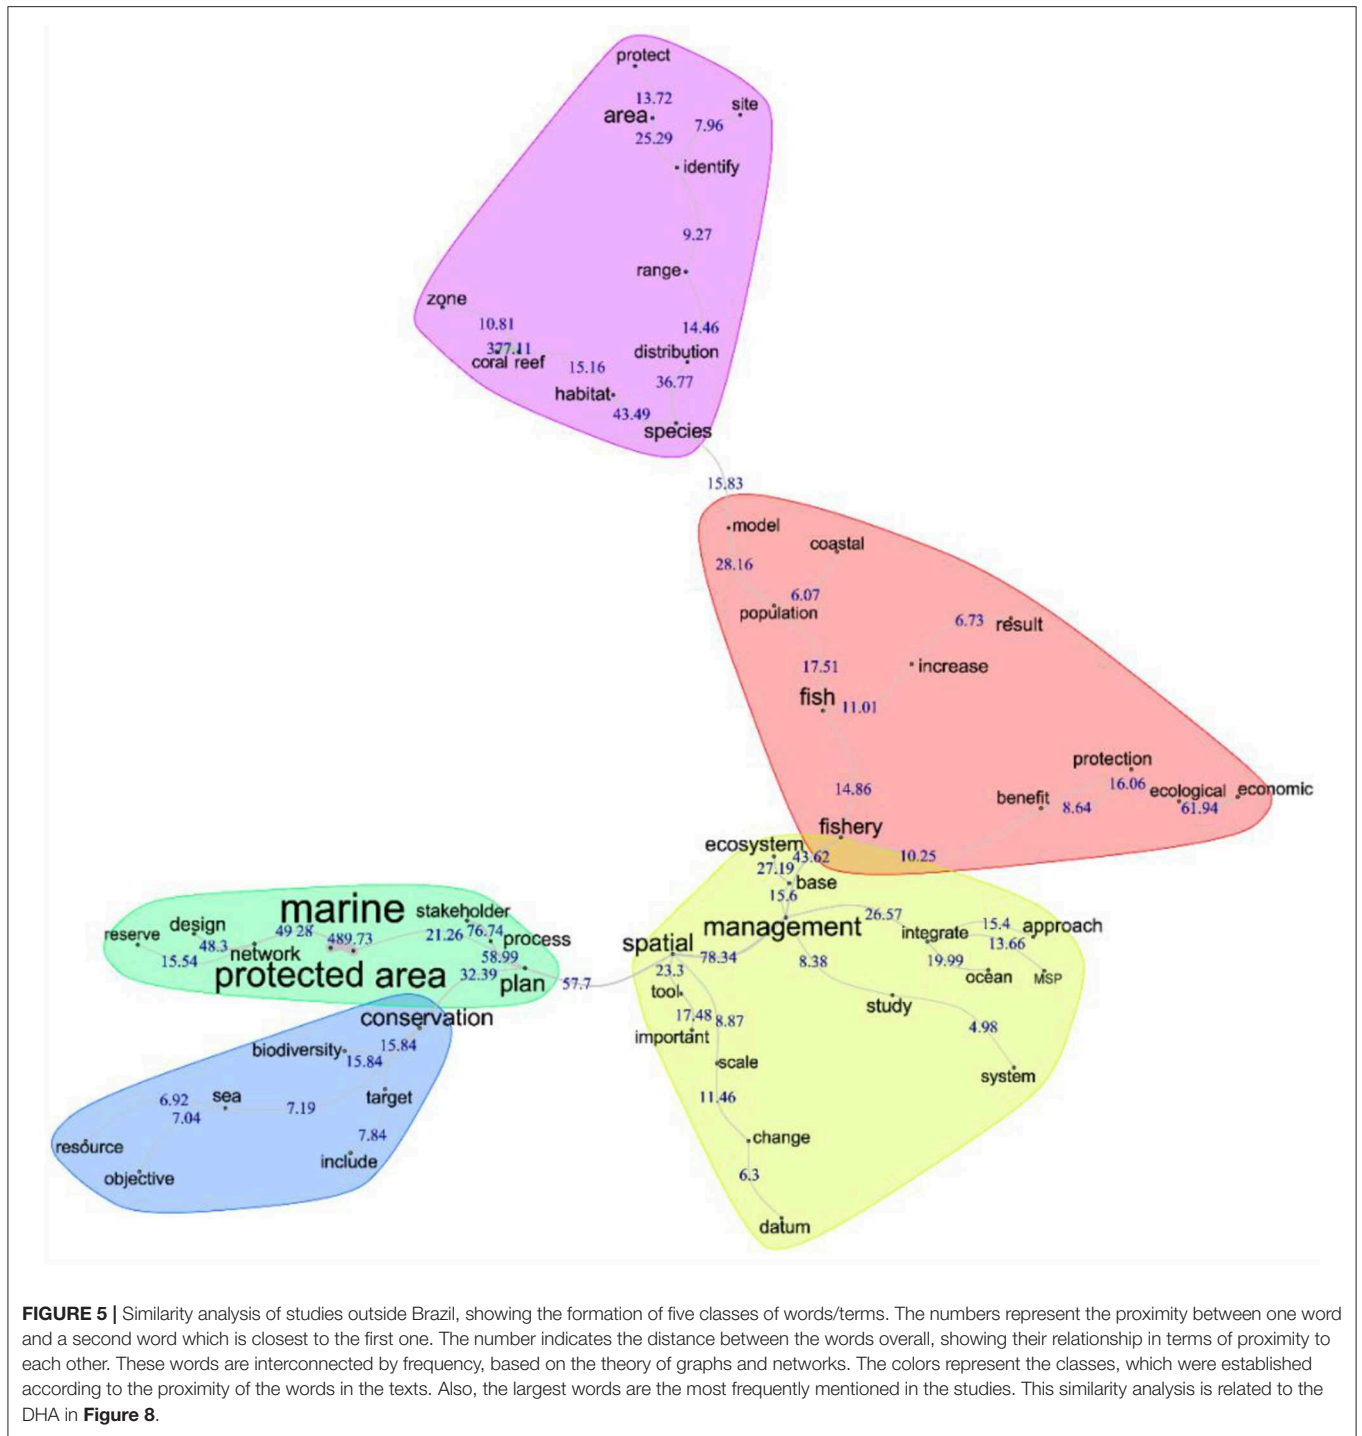 protect
13.72
site
area
7.96
25.29
identify
9.27
range
zone
10.81
14.46
377.11
distribution
coral reef
15.16
36.77
habitat
43.49
species
15.83
model
coastal
28.16
6.07
population
6.73
result
17.51
increase
fish
11.01
protection
14.86
16.06
ecological
economic
benefit
8.64
61.94
fishery
ecosystem
43.62
10.25
27.19
base
15.6
marine
stakeholder
26.57
approach
design
15.4
reserve
49 28
76.74
management
integrate
48.3
489.73
21.26
process
spatial
13.66
network
15.54
58.99
78.34
8.38
19.99
protected area
32.39
plan
57.7
23.3
ocean
MSP
tool
study
conservation
17.48
8.87
4.98
important
biodiversity
15.84
15.84
scale
system
6.92
sea
target
11.46
7.04
7.19
resource
7.84
change
include
objective
6.3
datum
FIGURE 5 | Similarity analysis of studies outside Brazil, showing the formation of five classes of words/terms. The numbers represent the proximity between one word
and a second word which is closest to the first one. The number indicates the distance between the words overall, showing their relationship in terms of proximity to
each other. These words are interconnected by frequency, based on the theory of graphs and networks. The colors represent the classes, which were established
according to the proximity of the words in the texts. Also, the largest words are the most frequently mentioned in the studies. This similarity analysis is related to the
DHA in Figure 8.